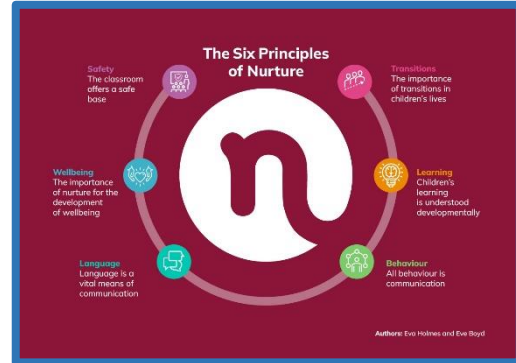 The Six Principles
of Nurture
Safety
The classroom
offers a safe
base
Transitions
The importance
of transitions in
children's lives
Wellbeing
The importance
of nurture for the
development
of wellbeing
n
Learning
Children's
learning
is understood
developmentally
Language
Language is a
vital means of
communication
Behaviour
All behaviour is
communication
Authors: Eva Holmes and Eve Boyd